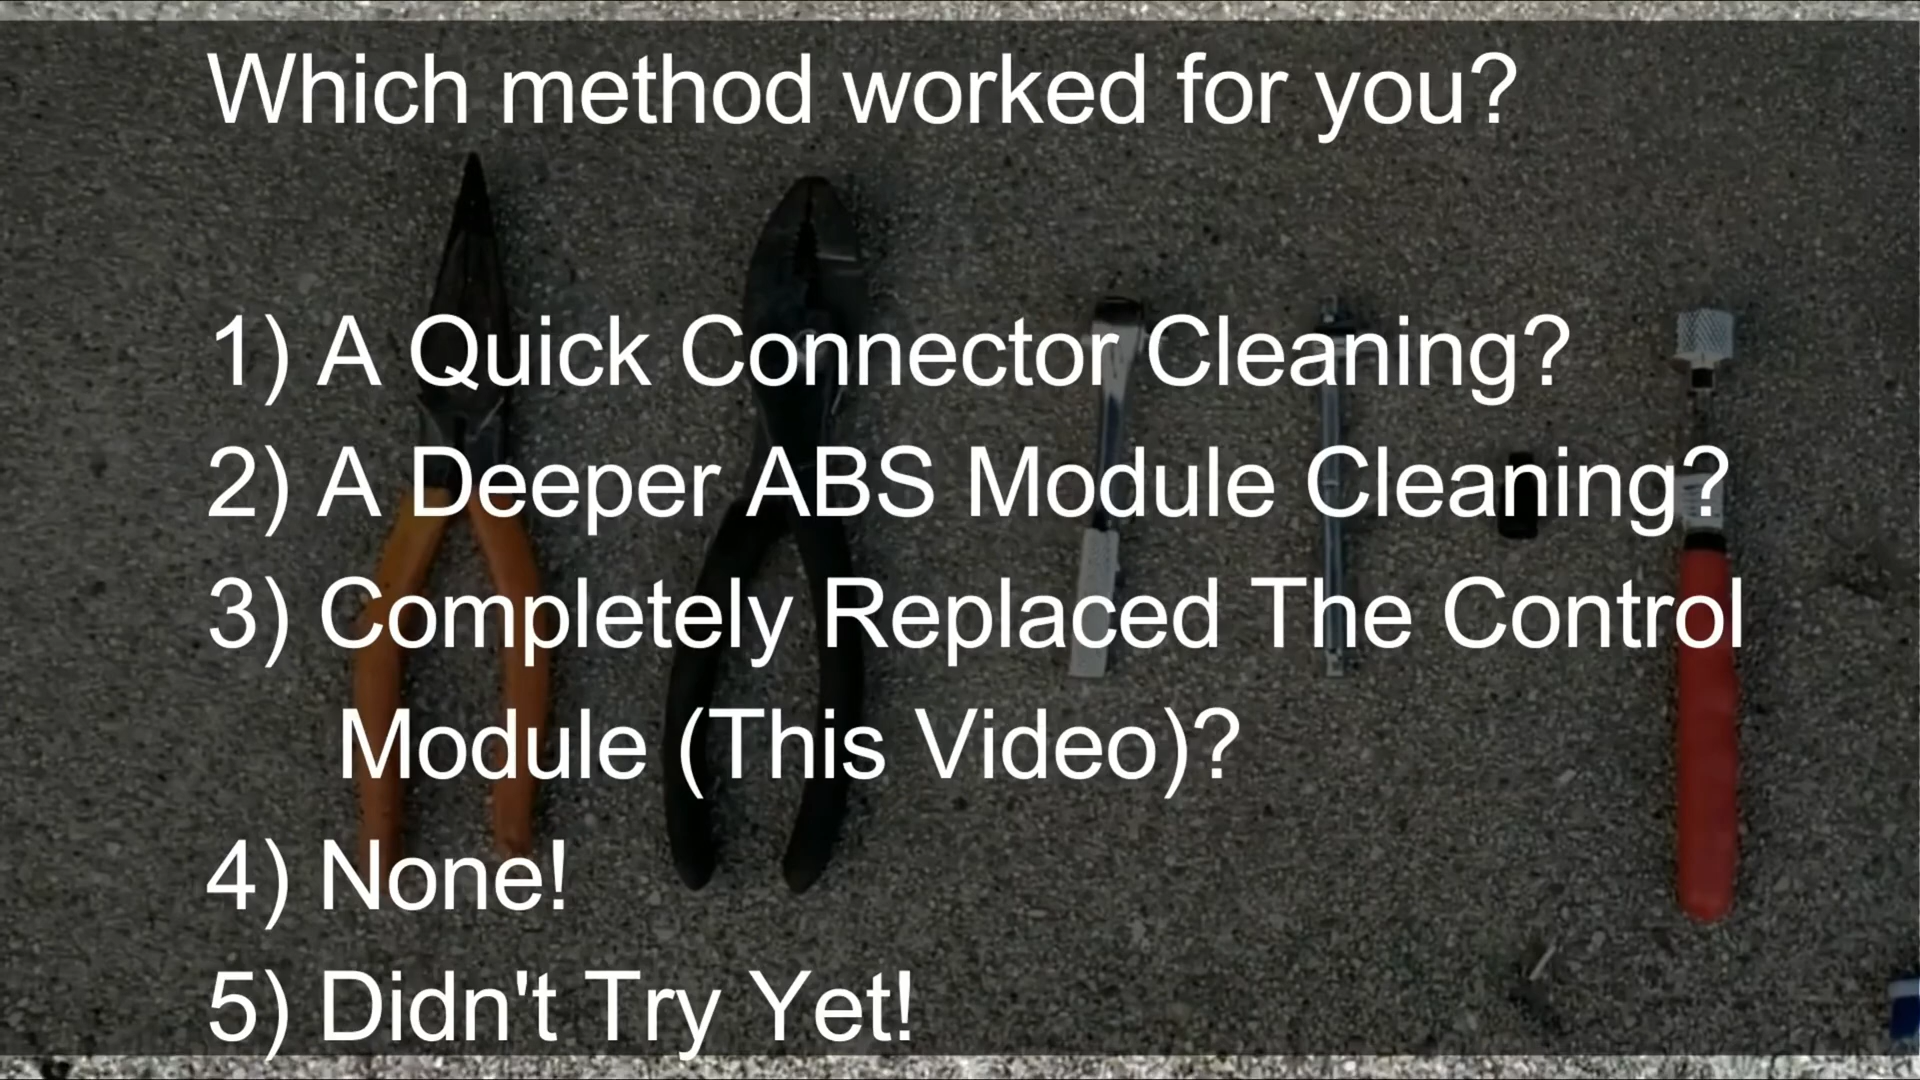 Which method worked for you?
1) A Quick Connector Cleaning?
2) A Deeper ABS Module Cleaning?
3) Completely Replaced The Control
Module (This Video)?
4) None!
5) Didn't Try Yet!